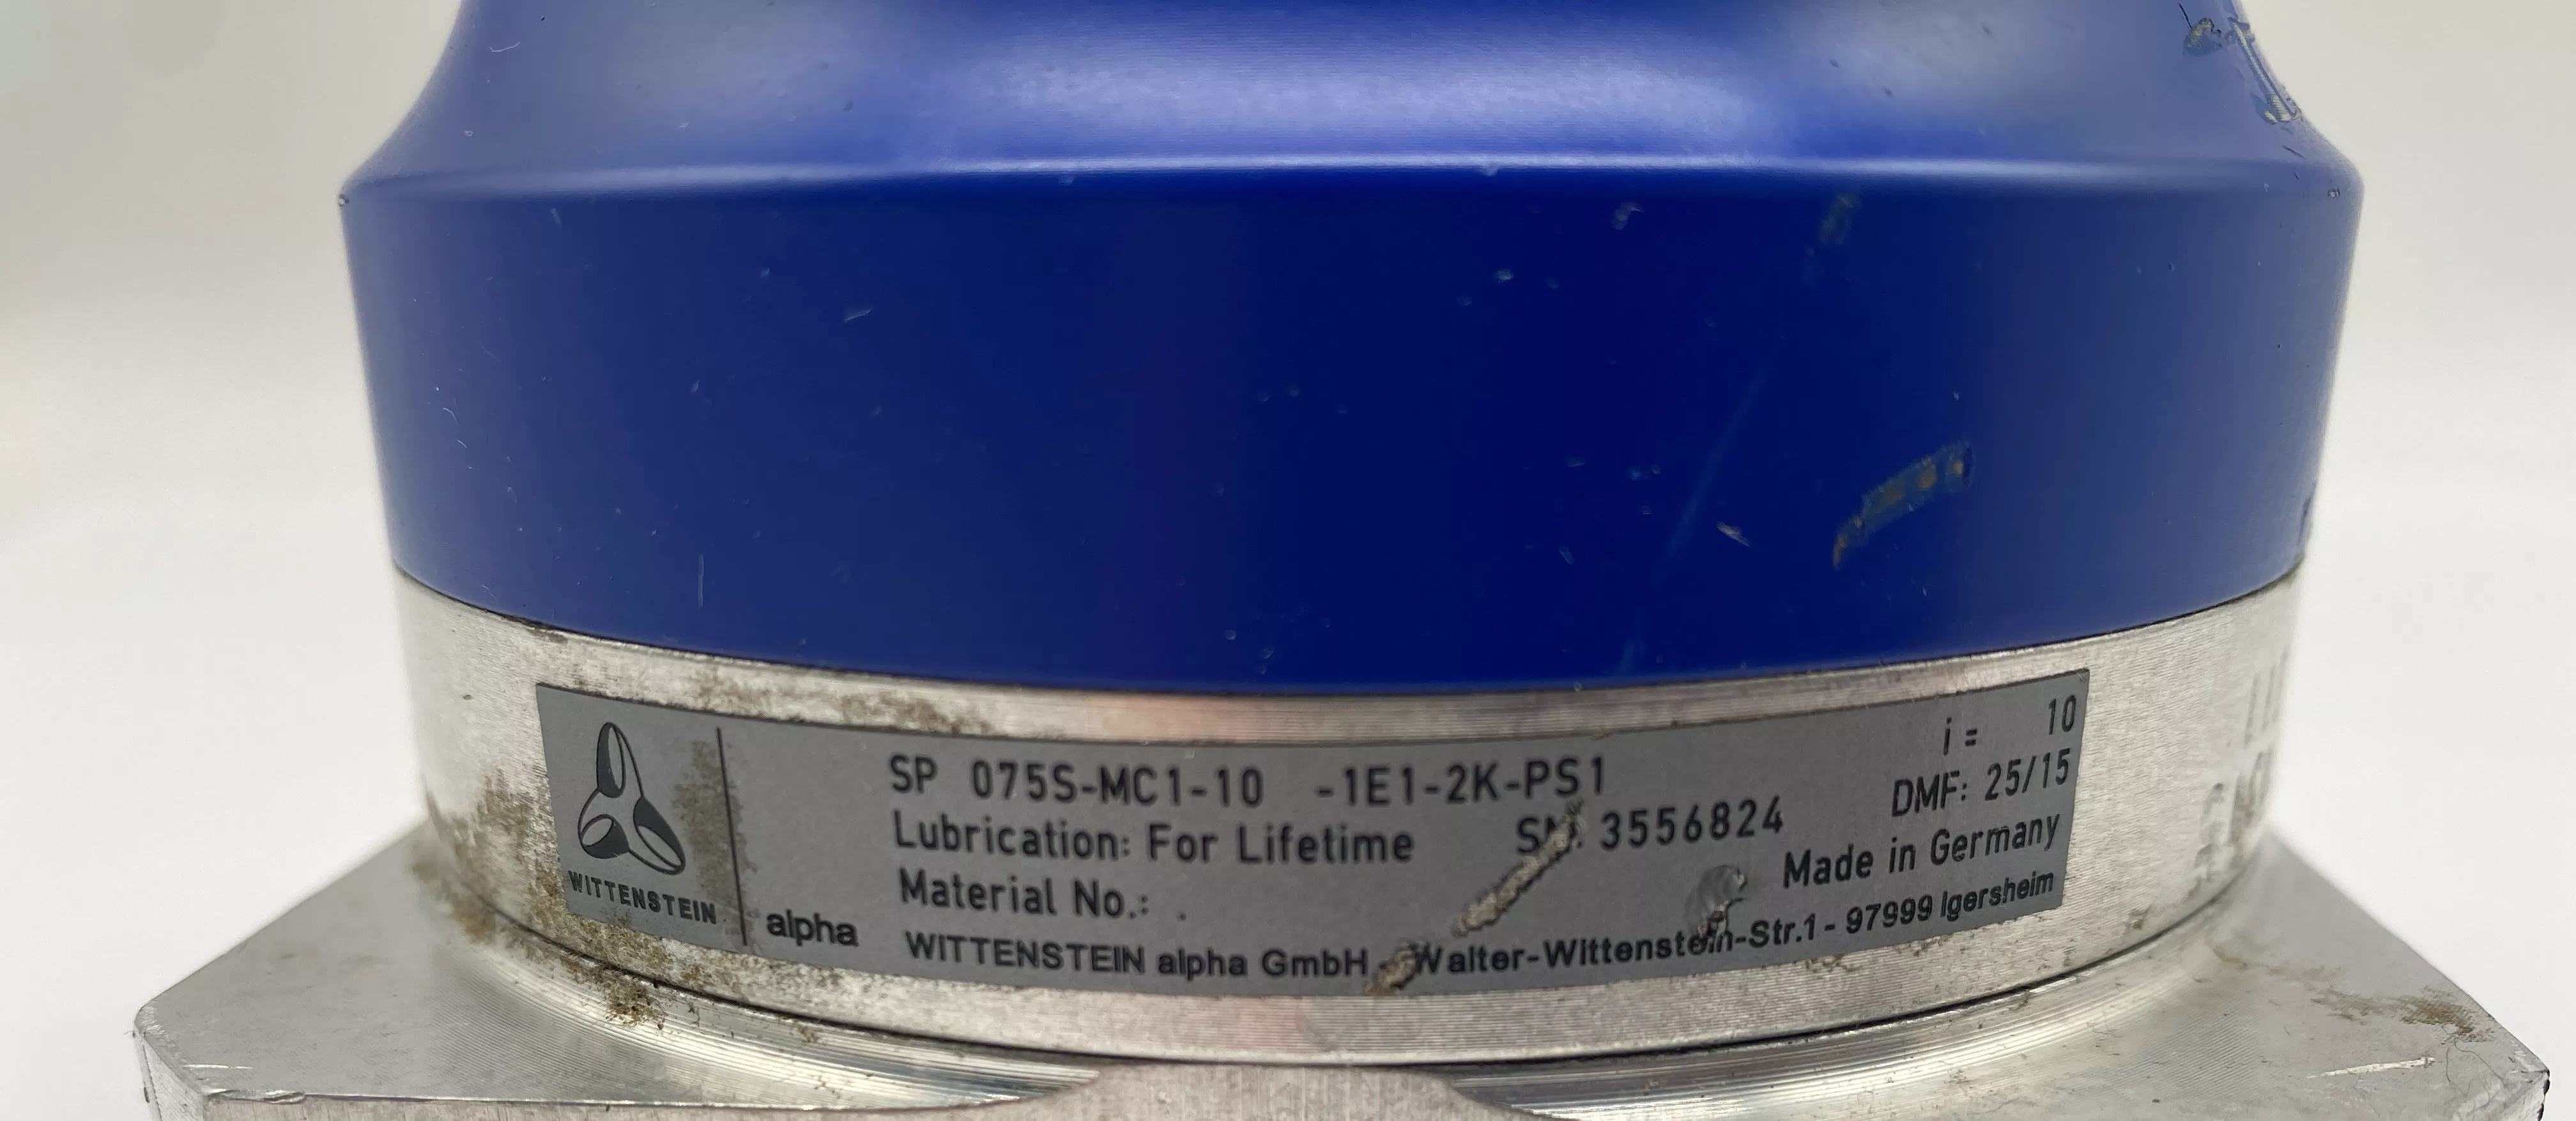 WITTENSTEIN
alpha
SP 075S-MC1-10 -1E1-2K-PS1
i = 10
Lubrication: For Lifetime SN: 3556824
DMF: 25/15
Material No.: .
Made in Germany
WITTENSTEIN alpha GmbH - Walter-Wittenstein-Str.1 - 97999 Igersheim